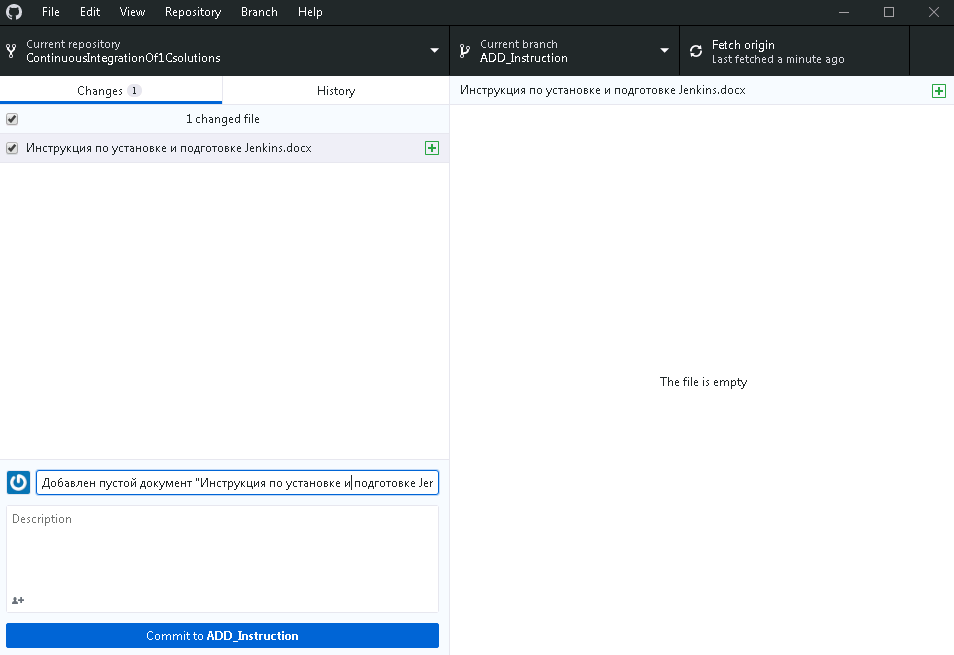 File Edit View Repository Branch Help
Current repository
ContinuousIntegrationOf1Csolutions
Current branch
ADD_Instruction
Fetch origin
Last fetched a minute ago
Changes 1
History
Инструкция по установке и подготовке Jenkins.docx
1 changed file
Инструкция по установке и подготовке Jenkins.docx
The file is empty
Добавлен пустой документ "Инструкция по установке и подготовке Jer
Description
Commit to ADD_Instruction